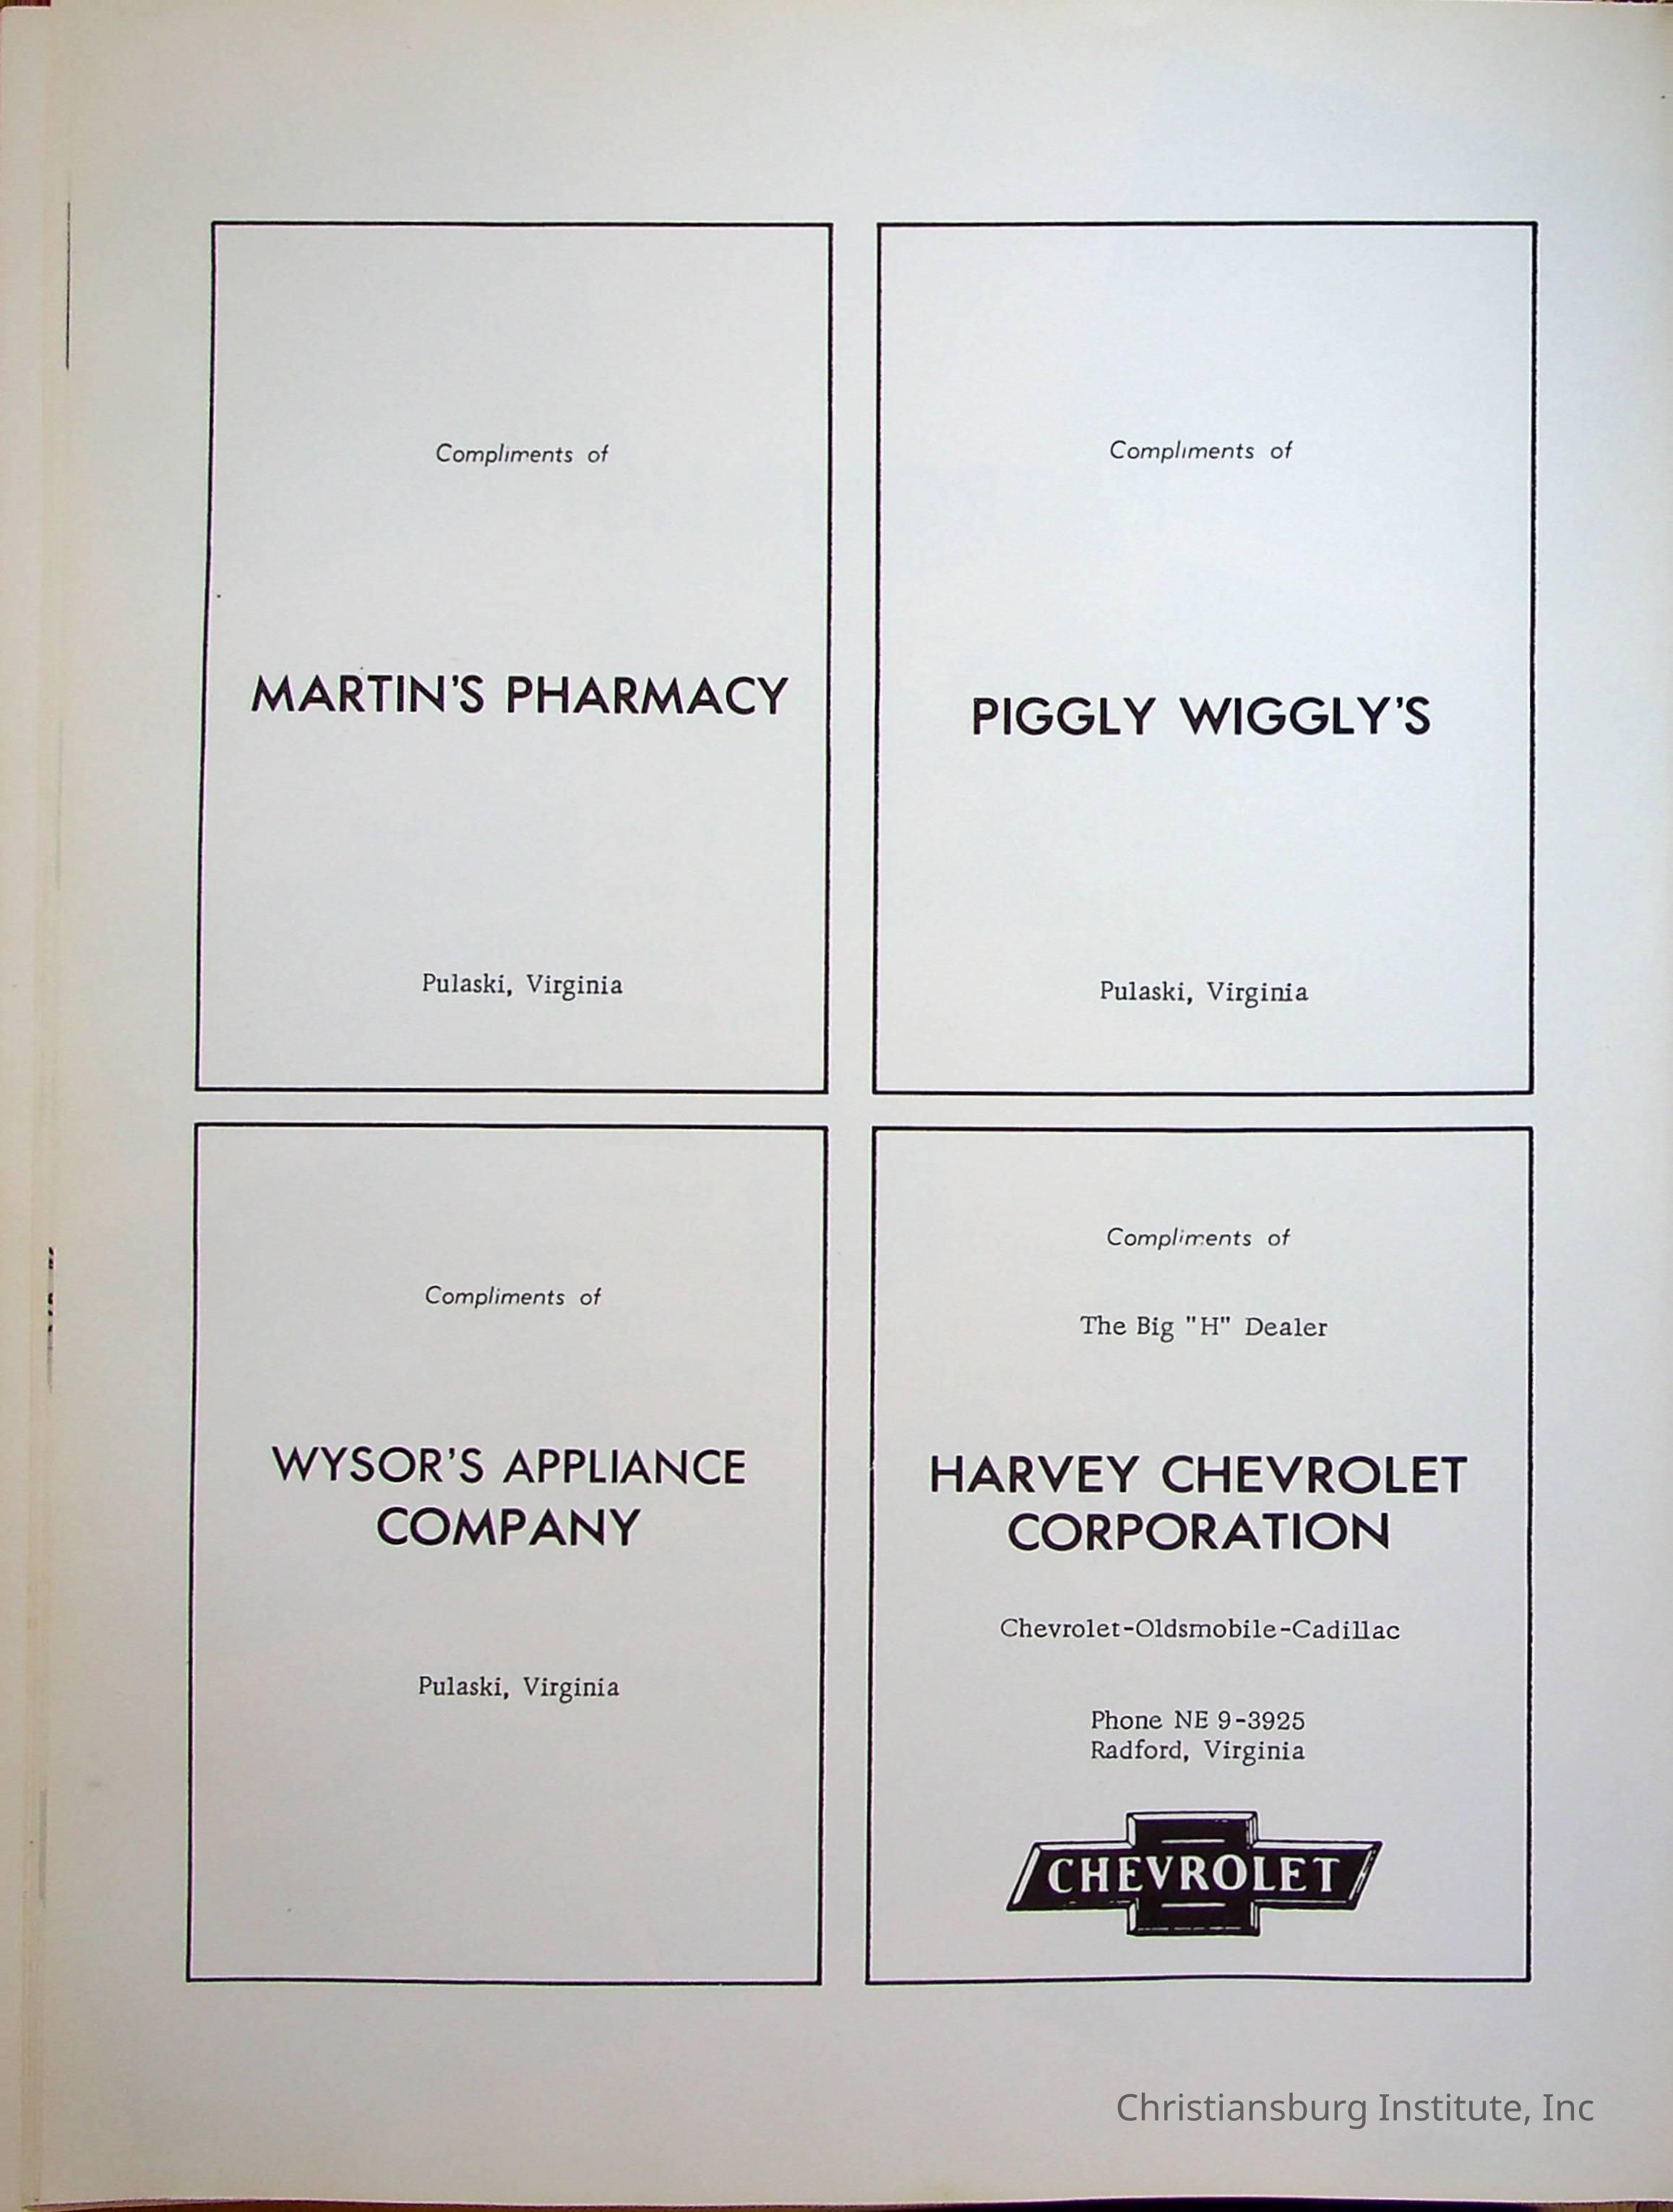 Compliments of
MARTIN'S PHARMACY
Pulaski, Virginia
Compliments of
PIGGLY WIGGLY'S
Pulaski, Virginia
Compliments of
WYSOR'S APPLIANCE
COMPANY
Pulaski, Virginia
Compliments of
The Big "H" Dealer
HARVEY CHEVROLET
CORPORATION
Chevrolet-Oldsmobile-Cadillac
Phone NE 9-3925
Radford, Virginia
CHEVROLET
Christiansburg Institute, Inc